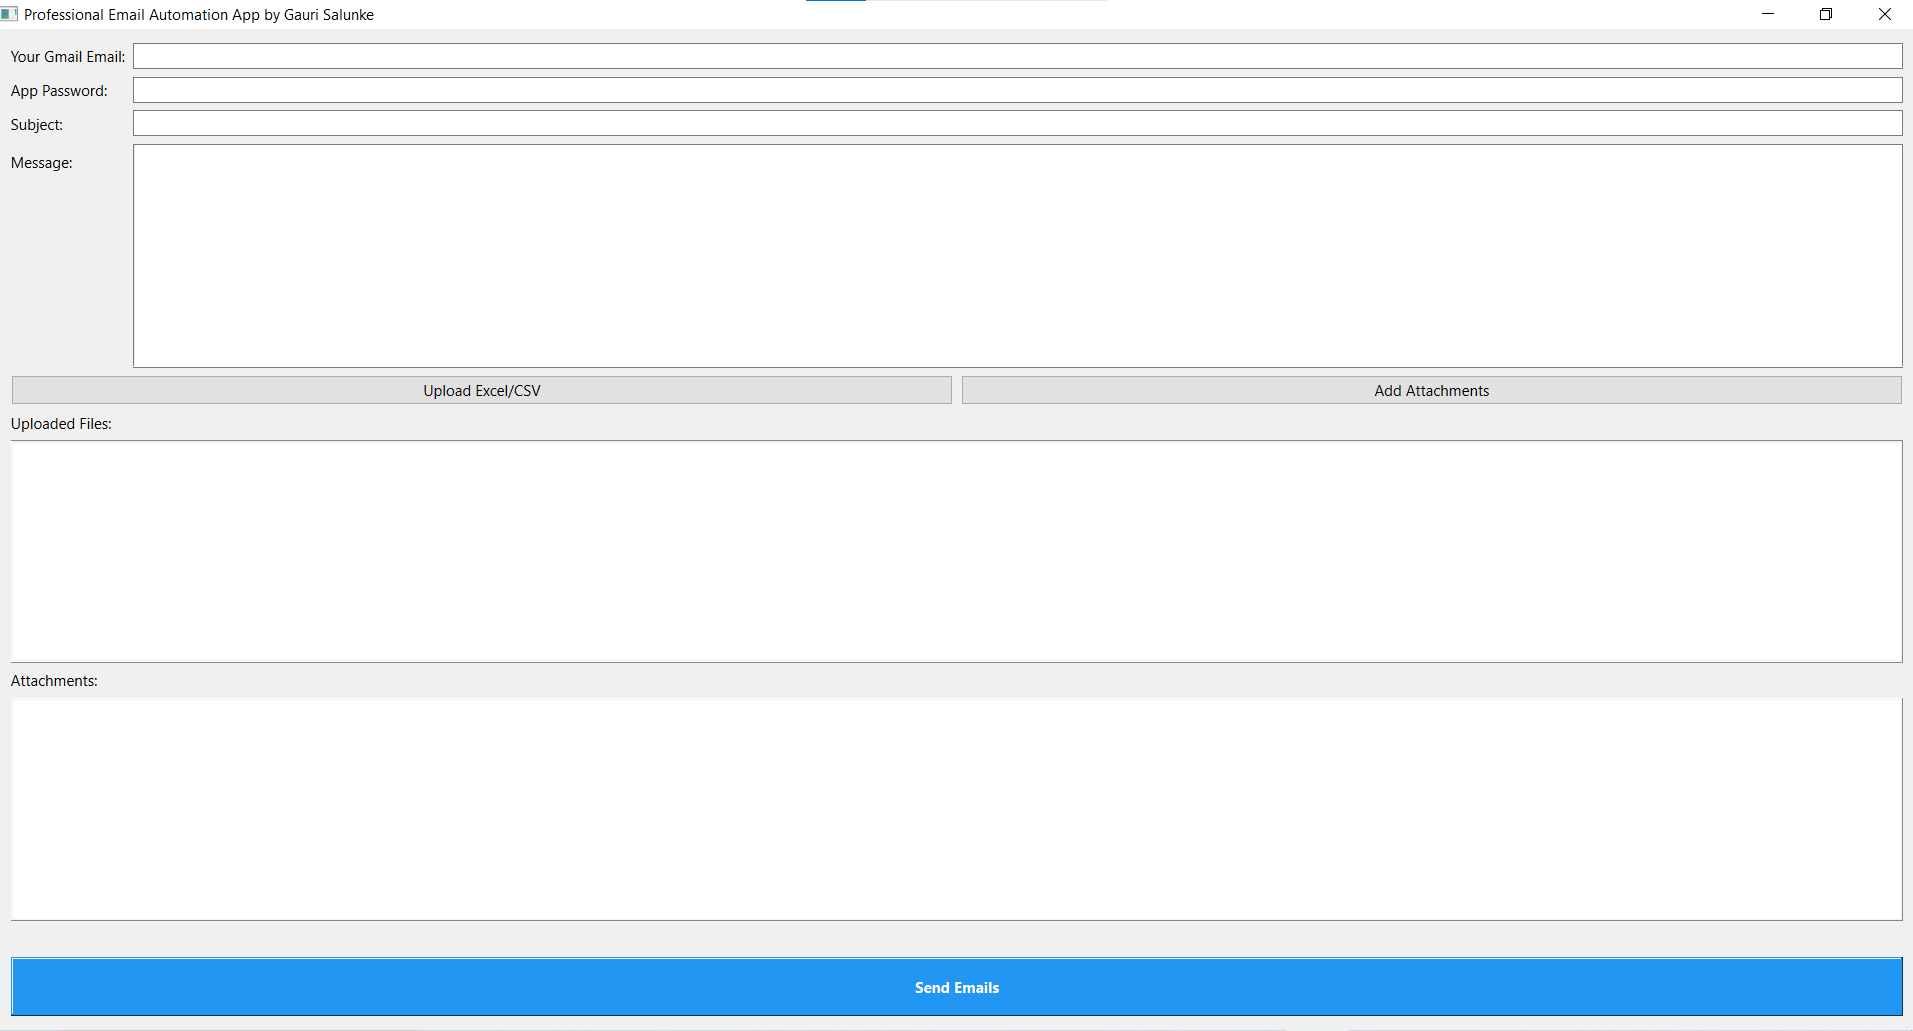 Professional Email Automation App by Gauri Salunke
Your Gmail Email:
App Password:
Subject:
Message:
Upload Excel/CSV
Add Attachments
Uploaded Files:
Attachments:
Send Emails